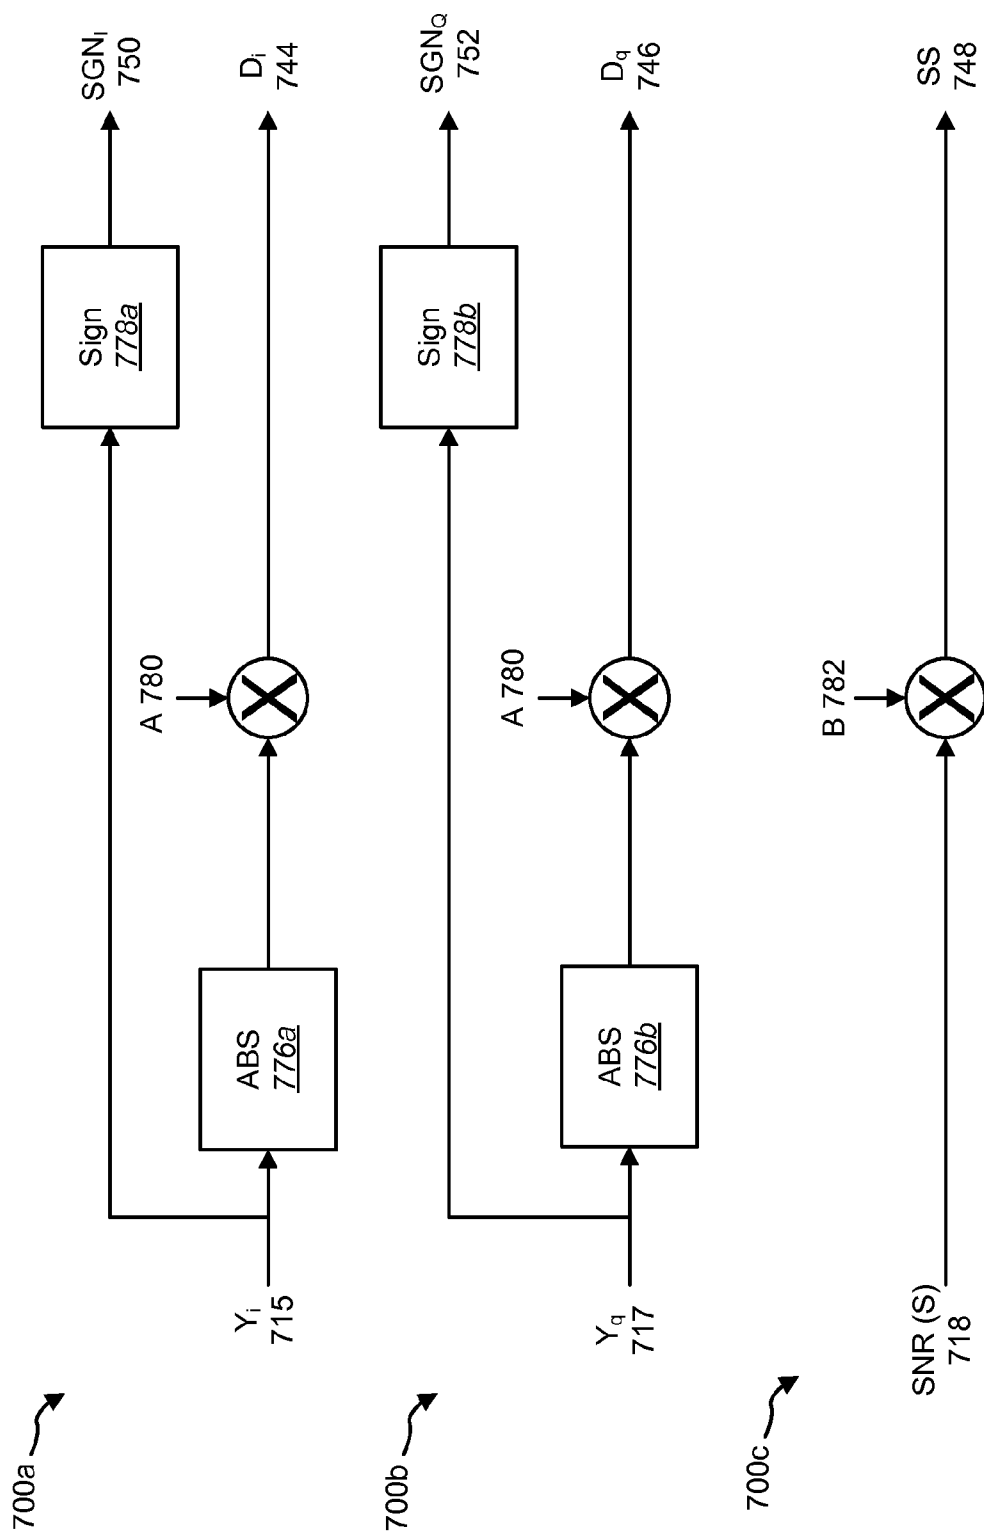 700a
Yi
715
ABS
776a
A 780
Sign
778a
SGNI
750
Di
744
700b
Yq
717
ABS
776b
A 780
Sign
778b
SGNQ
752
Dq
746
700c
SNR (S)
718
B 782
SS
748